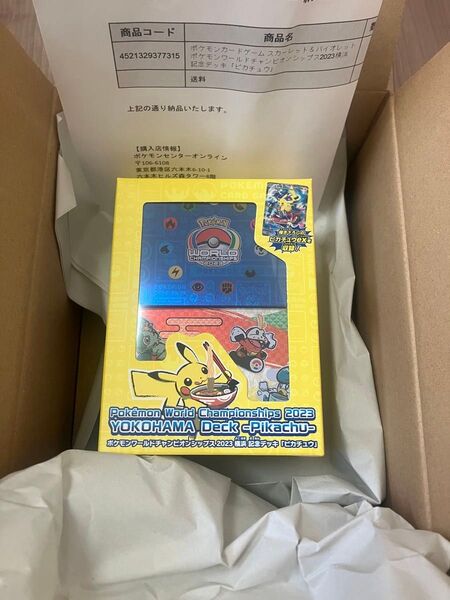 商品コード 商品名
4521329377315 ポケモンカードゲーム スカーレット＆バイオレット
ポケモンワールドチャンピオンシップス2023横浜
記念デッキ「ピカチュウ」
送料
上記の通り納品いたします。
【購入店情報】
ポケモンセンターオンライン
〒106-6108
東京都港区六本木6-10-1
六本木ヒルズ森タワー8階
Pokémon
WORLD
CHAMPIONSHIPS
2023
ピカチュウex
収録!
Pokémon World Championships 2023
YOKOHAMA Deck -Pikachu-
ポケモンワールドチャンピオンシップス2023 横浜 記念デッキ「ピカチュウ」